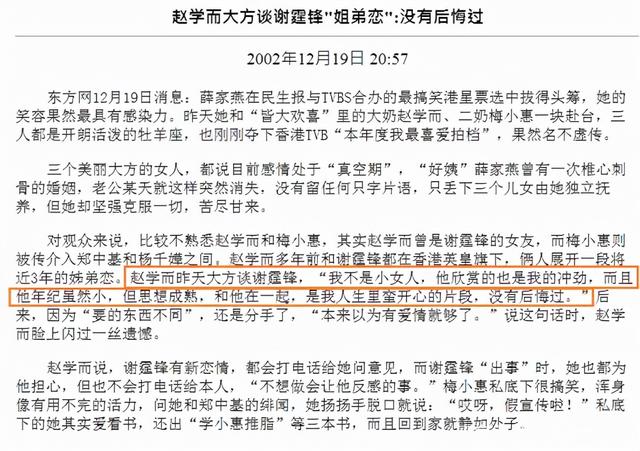 赵学而大方谈谢霆锋"姐弟恋":没有后悔过
2002年12月19日 20:57
东方网12月19日消息：薛家燕在民生报与TVBS合办的最搞笑港星票选中拔得头筹，她的
笑容果然最具有感染力。昨天她和“皆大欢喜”里的大奶赵学而、二奶梅小惠一块赴台，三
人都是开朗活泼的牡羊座，也刚刚夺下香港TVB“本年度我最喜爱拍档”，果然名不虚传。
三个美丽大方的女人，都说目前感情处于“真空期”，“好姨”薛家燕曾有一次椎心刺
骨的婚姻，老公某天就这样突然消失，没有留任何只字片语，只丢下三个儿女由她独立抚
养，但她却坚强克服一切，苦尽甘来。
对观众来说，比较不熟悉赵学而和梅小惠，其实赵学而曾是谢霆锋的女友，而梅小惠则
被传介入郑中基和杨千嬅之间。赵学而多年前和谢霆锋都在香港英皇旗下，俩人展开一段将
近3年的姊弟恋。赵学而昨天大方谈谢霆锋，“我不是小女人，他欣赏的也是我的冲劲，而且
他年纪虽然小，但思想成熟，和他在一起，是我人生里蛮开心的片段，没有后悔过。”后
来，因为“要的东西不同”，还是分手了，“本来以为有爱情就够了。”说这句话时，赵学
而脸上闪过一丝遗憾。
赵学而说，谢霆锋有新恋情，都会打电话给她问意见，而谢霆锋“出事”时，她也都为
他担心，但也不会打电话给本人，“不想做会让他反感的事。”梅小惠私底下很搞笑，浑身
像有用不完的活力，问她和郑中基的绯闻，她扬扬手脱口就说：“哎呀，假宣传啦！”私底
下的她其实爱看书，还出“学小惠推脂”等三本书，而且回到家就静如处子。